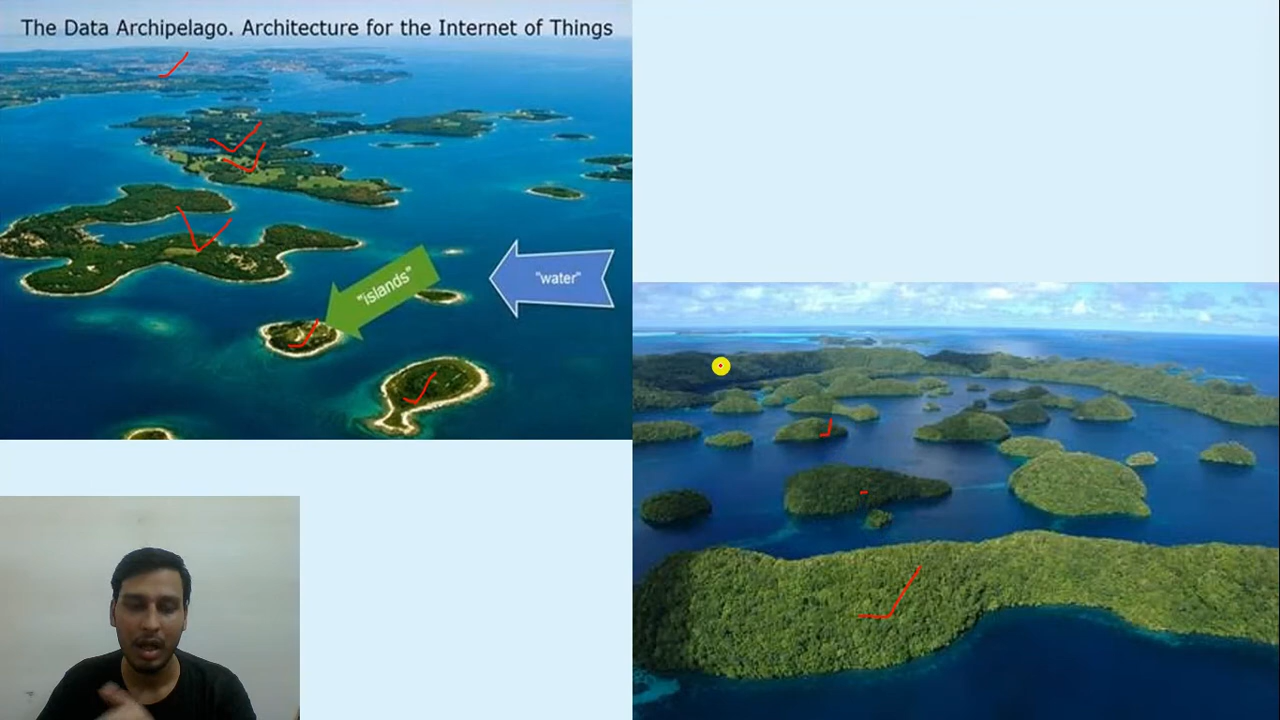 The Data Archipelago. Architecture for the Internet of Things
"islands"
"water"